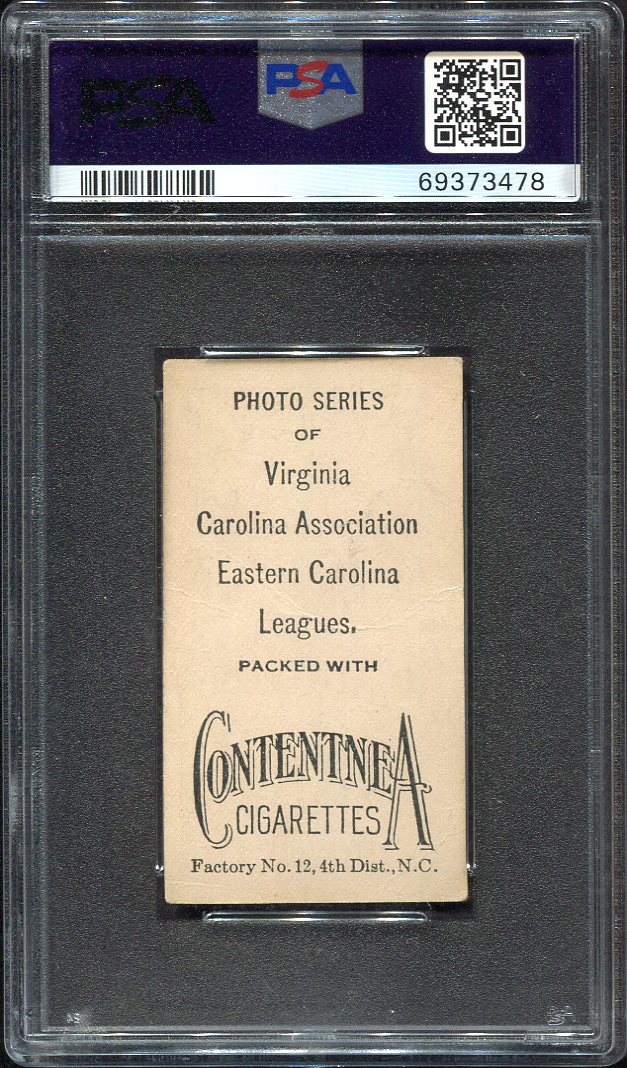 PSA
PSA
69373478
PHOTO SERIES
OF
Virginia
Carolina Association
Eastern Carolina
Leagues.
PACKED WITH
CONTENTNEA
CIGARETTES
Factory No. 12, 4th Dist., N.C.
PSA